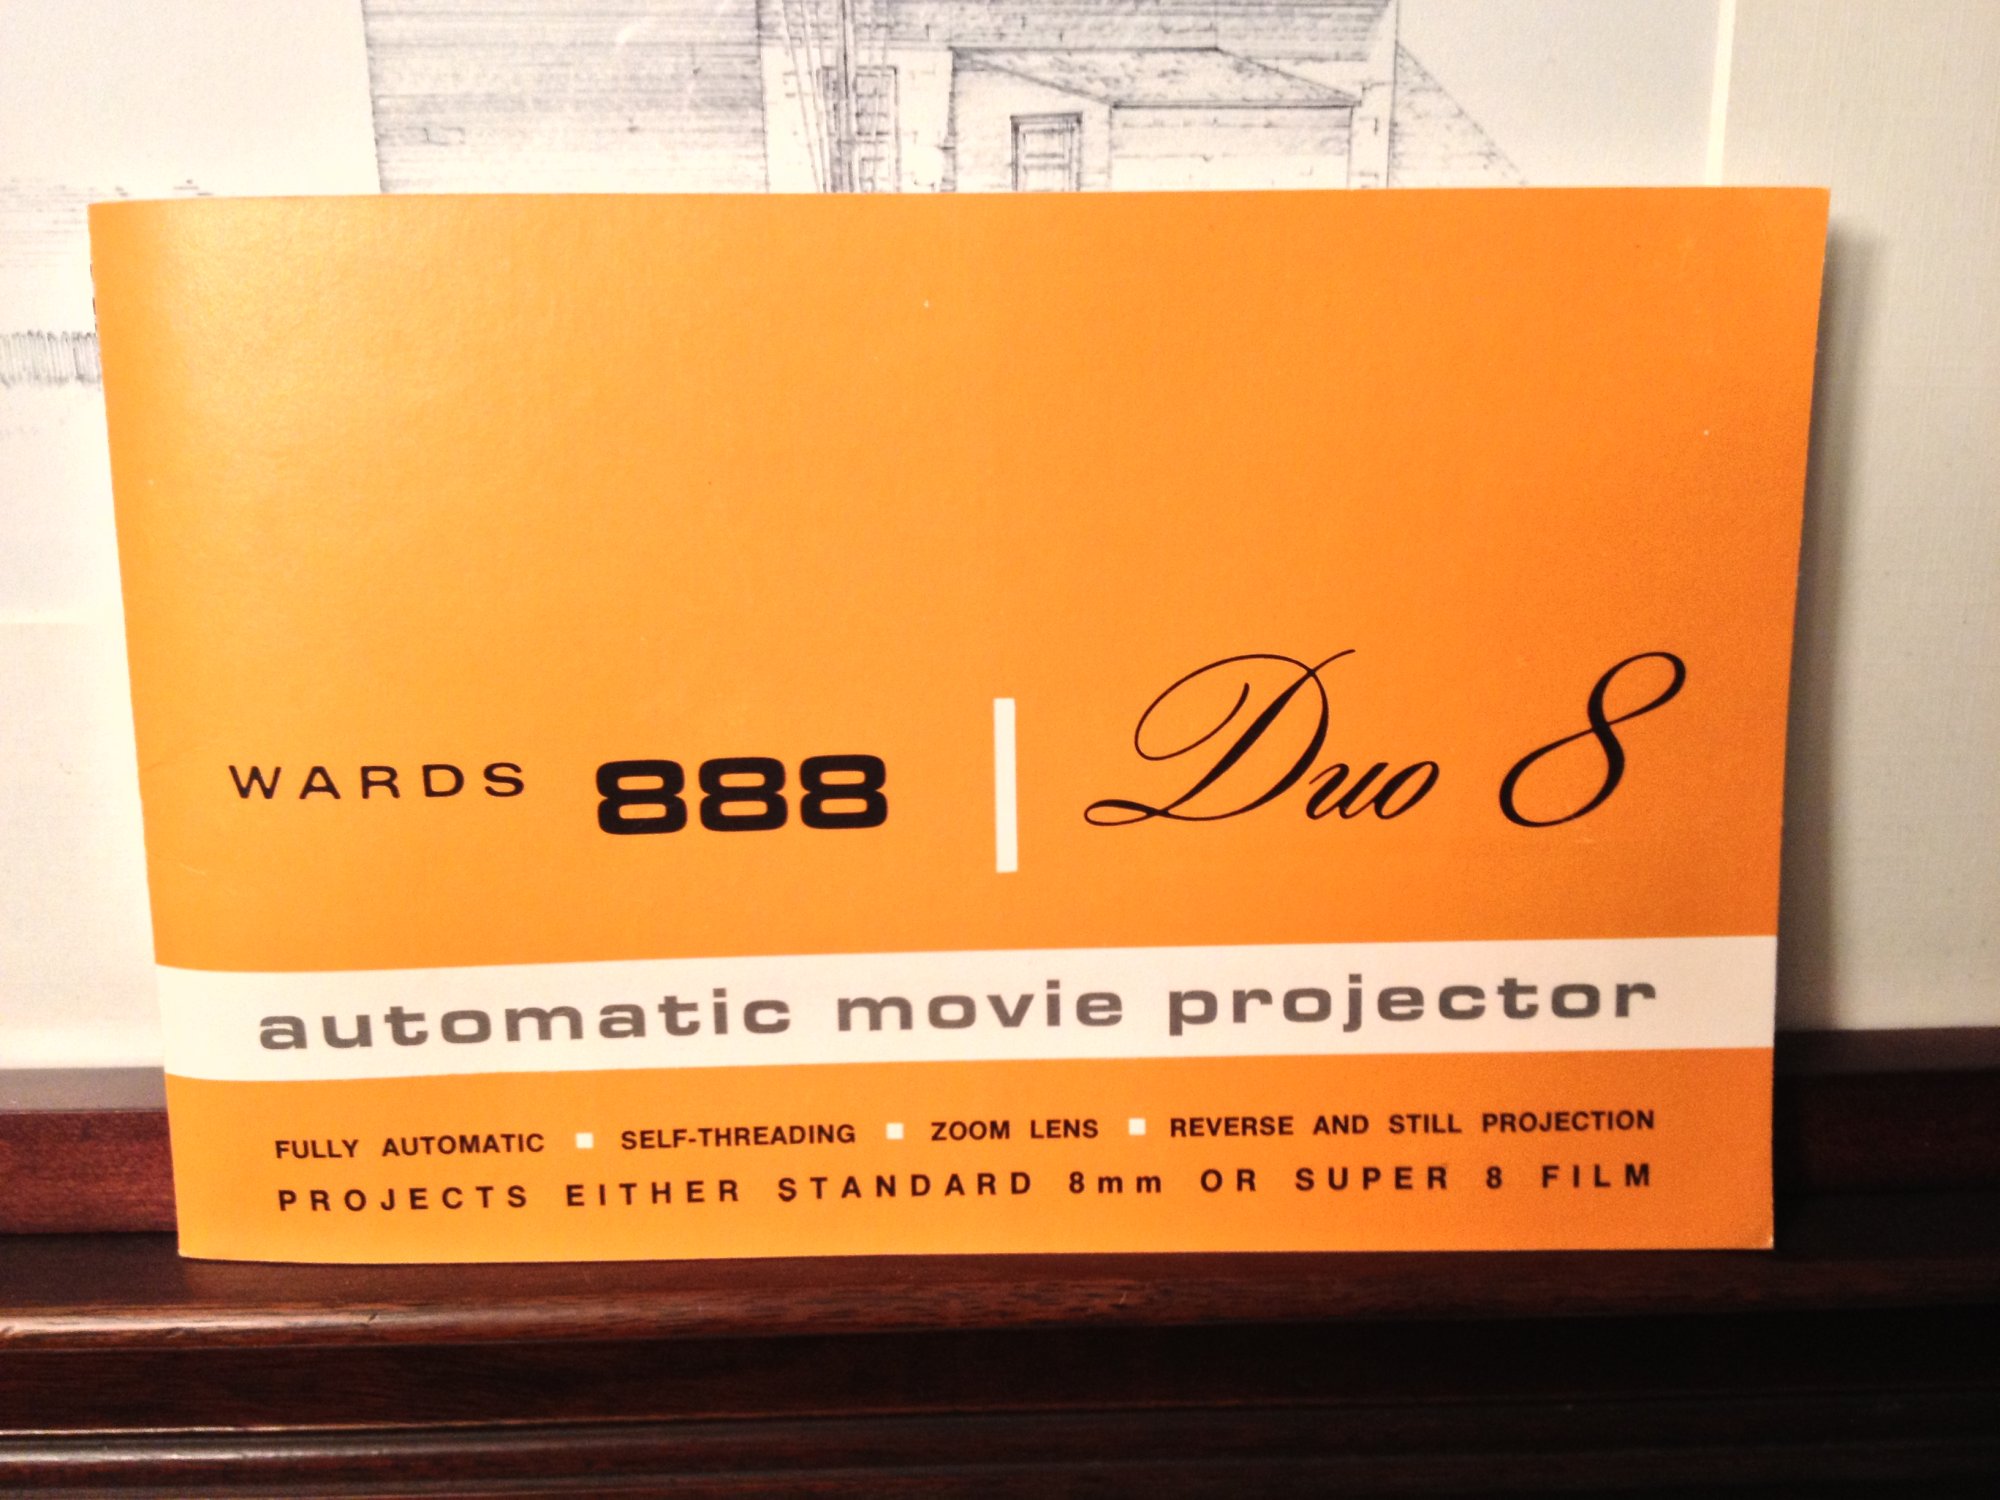 WARDS 888 | Duo 8
automatic movie projector
FULLY AUTOMATIC ▪ SELF-THREADING ▪ ZOOM LENS ▪ REVERSE AND STILL PROJECTION
PROJECTS EITHER STANDARD 8mm OR SUPER 8 FILM